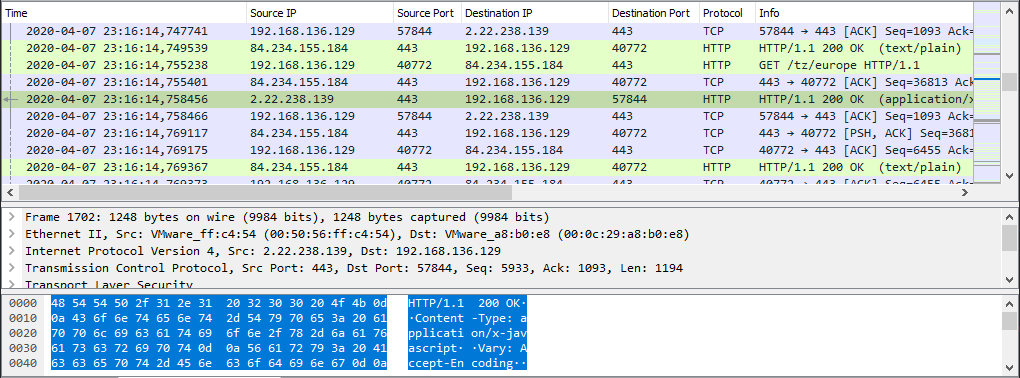 Time Source IP Source Port Destination IP Destination Port Protocol Info
2020-04-07 23:16:14,747741 192.168.136.129 57844 2.22.238.139 443 TCP 57844 → 443 [ACK] Seq=1093 Ack=
2020-04-07 23:16:14,749539 84.234.155.184 443 192.168.136.129 40772 HTTP HTTP/1.1 200 OK (text/plain)
2020-04-07 23:16:14,755238 192.168.136.129 40772 84.234.155.184 443 HTTP GET /tz/europe HTTP/1.1
2020-04-07 23:16:14,755401 84.234.155.184 443 192.168.136.129 40772 TCP 443 → 40772 [ACK] Seq=36813 Ack
2020-04-07 23:16:14,758456 2.22.238.139 443 192.168.136.129 57844 HTTP HTTP/1.1 200 OK (application/x
2020-04-07 23:16:14,758466 192.168.136.129 57844 2.22.238.139 443 TCP 57844 → 443 [ACK] Seq=1093 Ack=
2020-04-07 23:16:14,769117 84.234.155.184 443 192.168.136.129 40772 TCP 443 → 40772 [PSH, ACK] Seq=3681
2020-04-07 23:16:14,769175 192.168.136.129 40772 84.234.155.184 443 TCP 40772 → 443 [ACK] Seq=6455 Ack=
2020-04-07 23:16:14,769367 84.234.155.184 443 192.168.136.129 40772 HTTP HTTP/1.1 200 OK (text/plain)
2020-04-07 23:16:14,769373 192.168.136.129 40772 84.234.155.184 443 TCP 40772 → 443 [ACK] Seq=6455 Ack=
Frame 1702: 1248 bytes on wire (9984 bits), 1248 bytes captured (9984 bits)
Ethernet II, Src: VMware_ff:c4:54 (00:50:56:ff:c4:54), Dst: VMware_a8:b0:e8 (00:0c:29:a8:b0:e8)
Internet Protocol Version 4, Src: 2.22.238.139, Dst: 192.168.136.129
Transmission Control Protocol, Src Port: 443, Dst Port: 57844, Seq: 5933, Ack: 1093, Len: 1194
Transport Layer Security
0000 48 54 54 50 2f 31 2e 31 20 32 30 30 20 4f 4b 0d HTTP/1.1 200 OK·
0010 0a 43 6f 6e 74 65 6e 74 2d 54 79 70 65 3a 20 61 ·Content-Type: a
0020 70 70 6c 69 63 61 74 69 6f 6e 2f 78 2d 6a 61 76 pplicati on/x-jav
0030 61 73 63 72 69 70 74 0d 0a 56 61 72 79 3a 20 41 ascript· ·Vary: A
0040 63 63 65 70 74 2d 45 6e 63 6f 64 69 6e 67 0d 0a ccept-En coding··